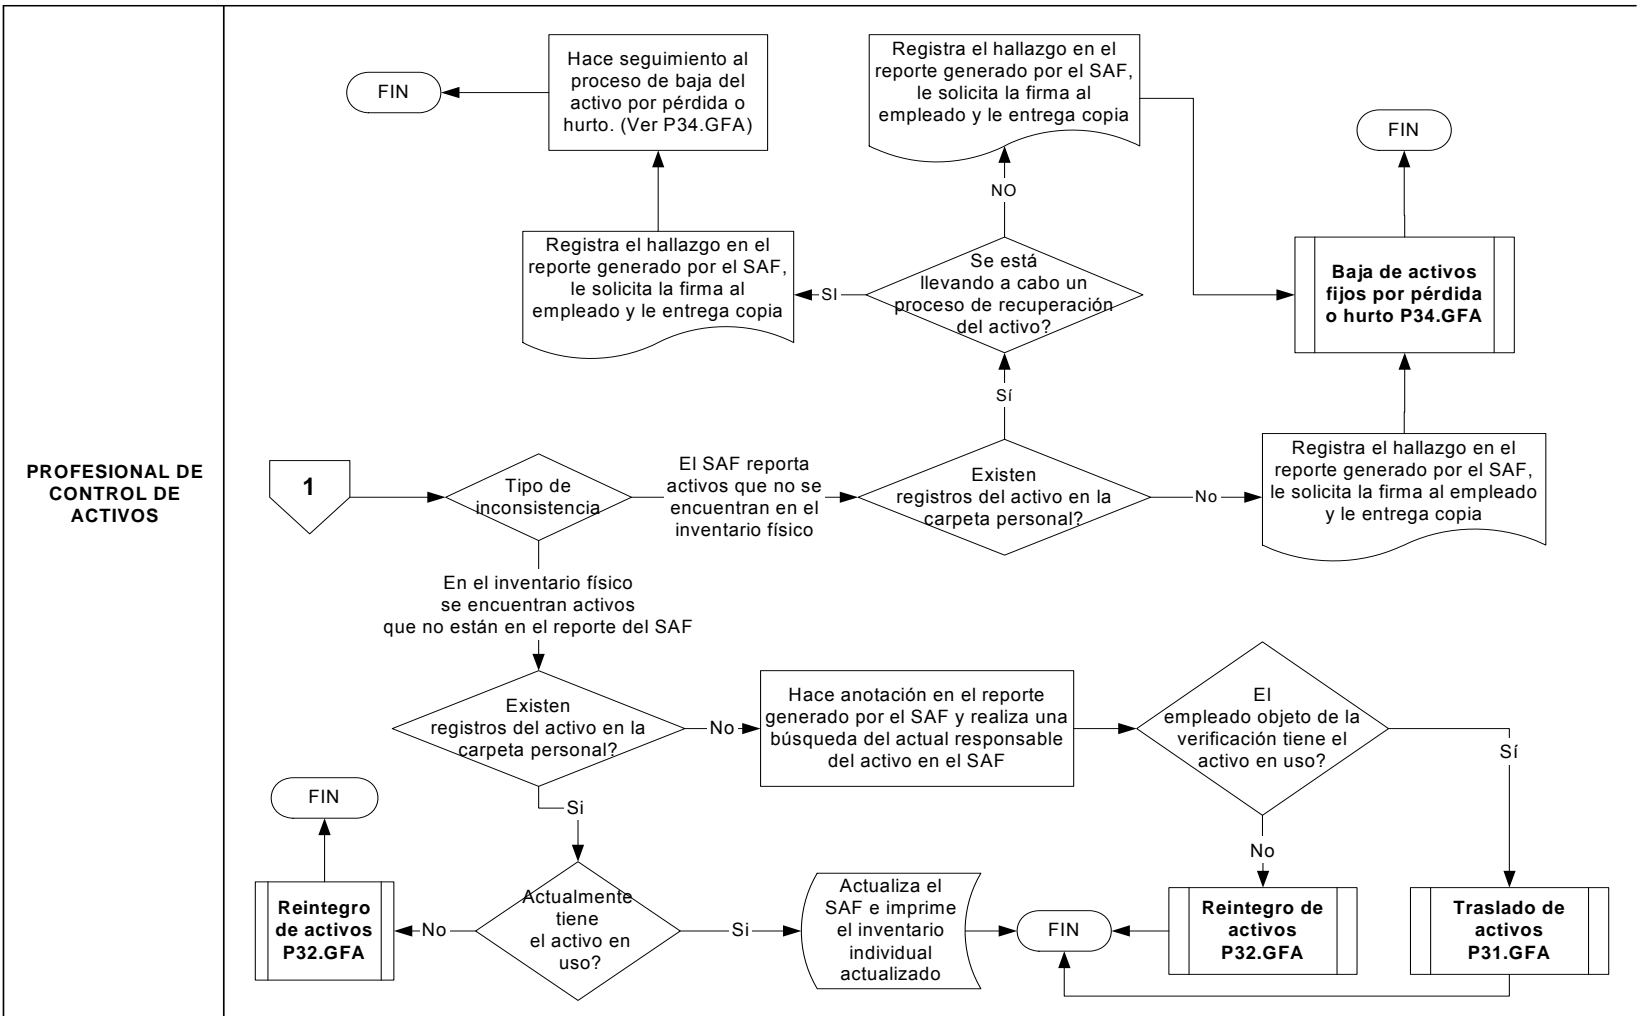 PROFESIONAL DE
CONTROL DE
ACTIVOS
FIN
Hace seguimiento al
proceso de baja del
activo por pérdida o
hurto. (Ver P34.GFA)
Registra el hallazgo en el
reporte generado por el SAF,
le solicita la firma al
empleado y le entrega copia
FIN
NO
Registra el hallazgo en el
reporte generado por el SAF,
le solicita la firma al
empleado y le entrega copia
SI
Se está
llevando a cabo un
proceso de recuperación
del activo?
Baja de activos
fijos por pérdida
o hurto P34.GFA
Sí
1
Tipo de
inconsistencia
El SAF reporta
activos que no se
encuentran en el
inventario físico
Existen
registros del activo en la
carpeta personal?
No
Registra el hallazgo en el
reporte generado por el SAF,
le solicita la firma al empleado
y le entrega copia
En el inventario físico
se encuentran activos
que no están en el reporte del SAF
Existen
registros del activo en la
carpeta personal?
No
Hace anotación en el reporte
generado por el SAF y realiza una
búsqueda del actual responsable
del activo en el SAF
El
empleado objeto de la
verificación tiene el
activo en uso?
Sí
FIN
Si
No
Reintegro
de activos
P32.GFA
No
Actualmente
tiene
el activo en
uso?
Si
Actualiza el
SAF e imprime
el inventario
individual
actualizado
FIN
Reintegro de
activos
P32.GFA
Traslado de
activos
P31.GFA